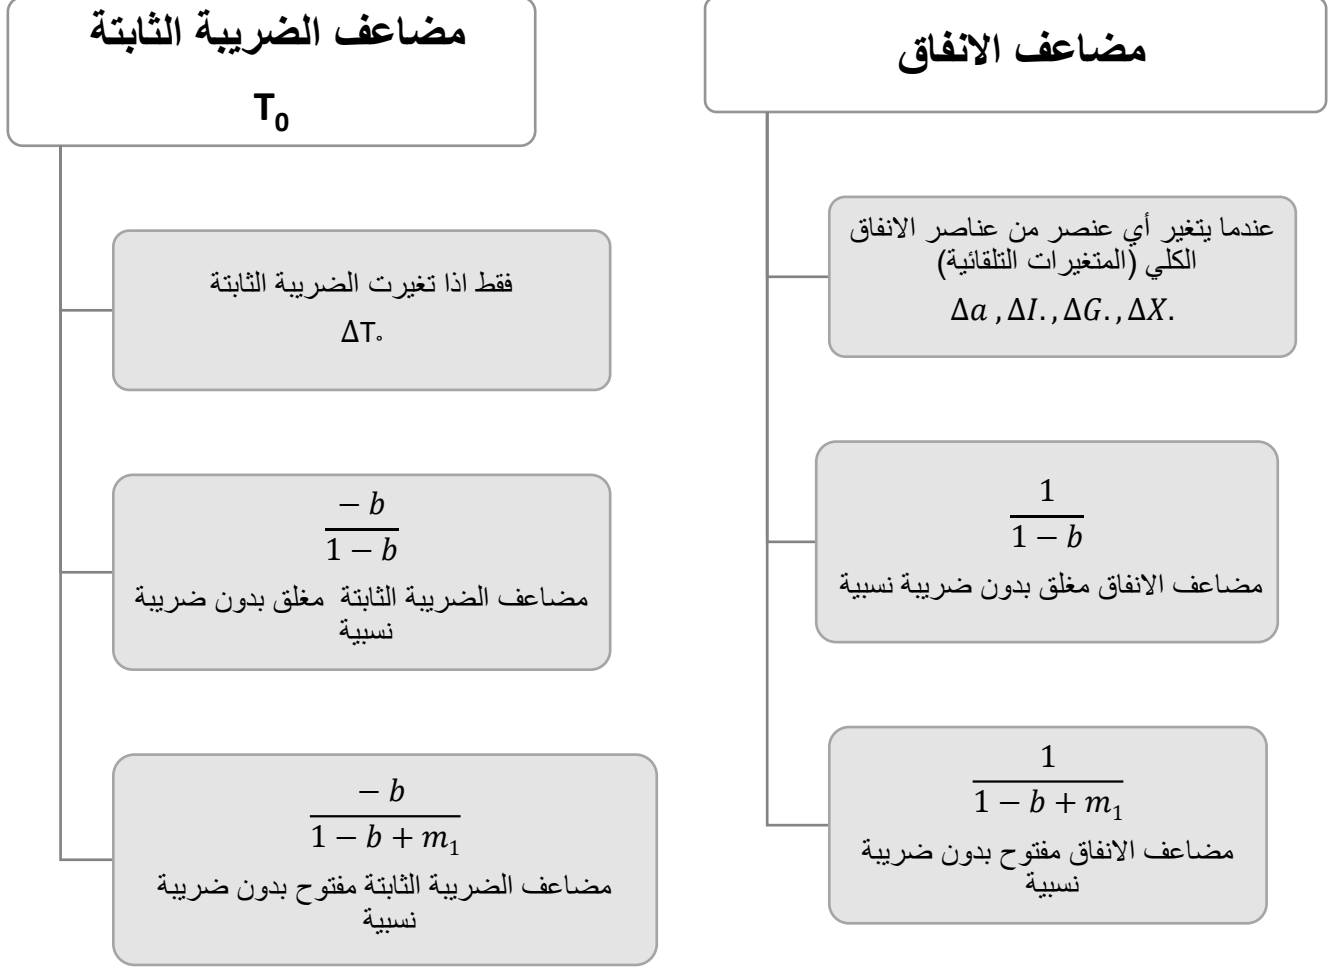 مضاعف الانفاق
عندما يتغير أي عنصر من عناصر الانفاق
الكلي (المتغيرات التلقائية)
Δa , ΔI. , ΔG. , ΔX.
1
1 − b
مضاعف الانفاق مغلق بدون ضريبة نسبية
1
1 − b + m₁
مضاعف الانفاق مفتوح بدون ضريبة
نسبية
مضاعف الضريبة الثابتة
T₀
فقط اذا تغيرت الضريبة الثابتة
ΔT◦
− b
1 − b
مضاعف الضريبة الثابتة مغلق بدون ضريبة
نسبية
− b
1 − b + m₁
مضاعف الضريبة الثابتة مفتوح بدون ضريبة
نسبية